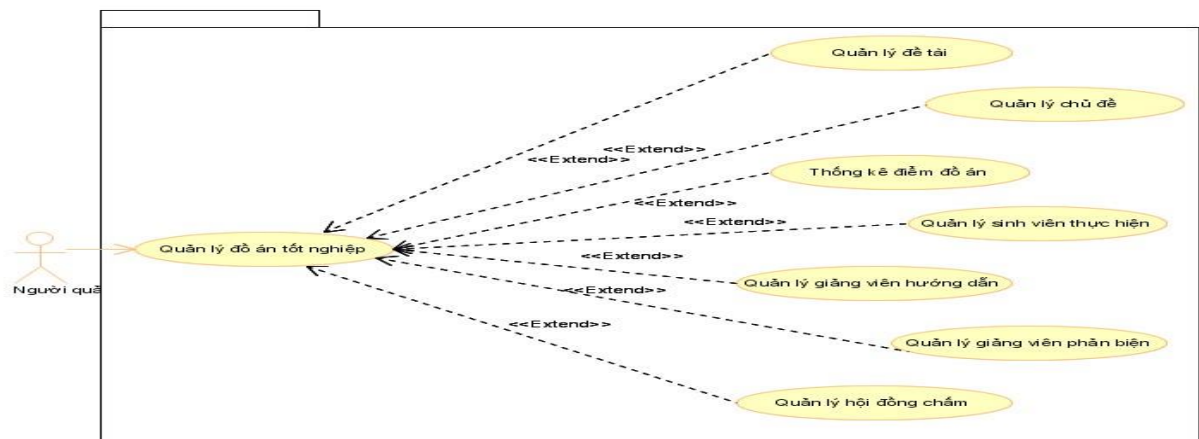 Quản lý đề tài
Quản lý chủ đề
<<Extend>>
<<Extend>>
Thống kê điểm đồ án
<<Extend>>
<<Extend>>
Quản lý sinh viên thực hiện
Quản lý đồ án tốt nghiệp
<<Extend>>
Quản lý giảng viên hướng dẫn
Người quả
<<Extend>>
<<Extend>>
Quản lý giảng viên phản biện
Quản lý hội đồng chấm